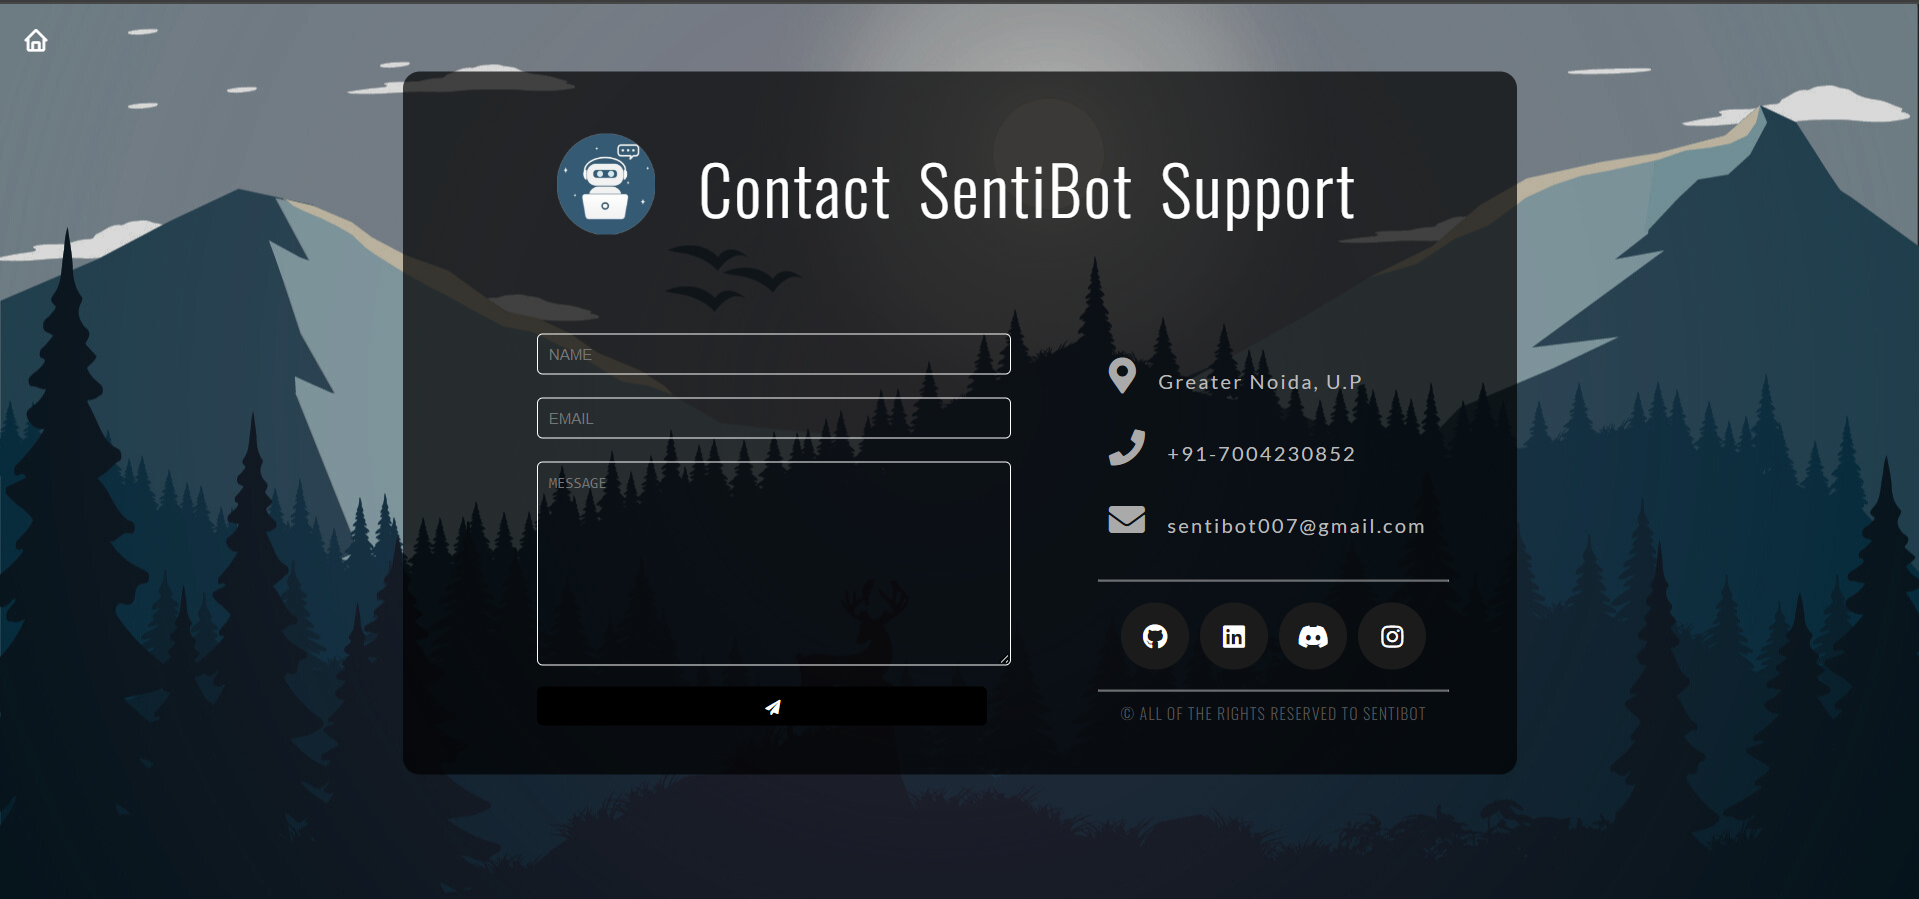 Contact SentiBot Support
NAME
EMAIL
MESSAGE
Greater Noida, U.P
+91-7004230852
sentibot007@gmail.com
© ALL OF THE RIGHTS RESERVED TO SENTIBOT